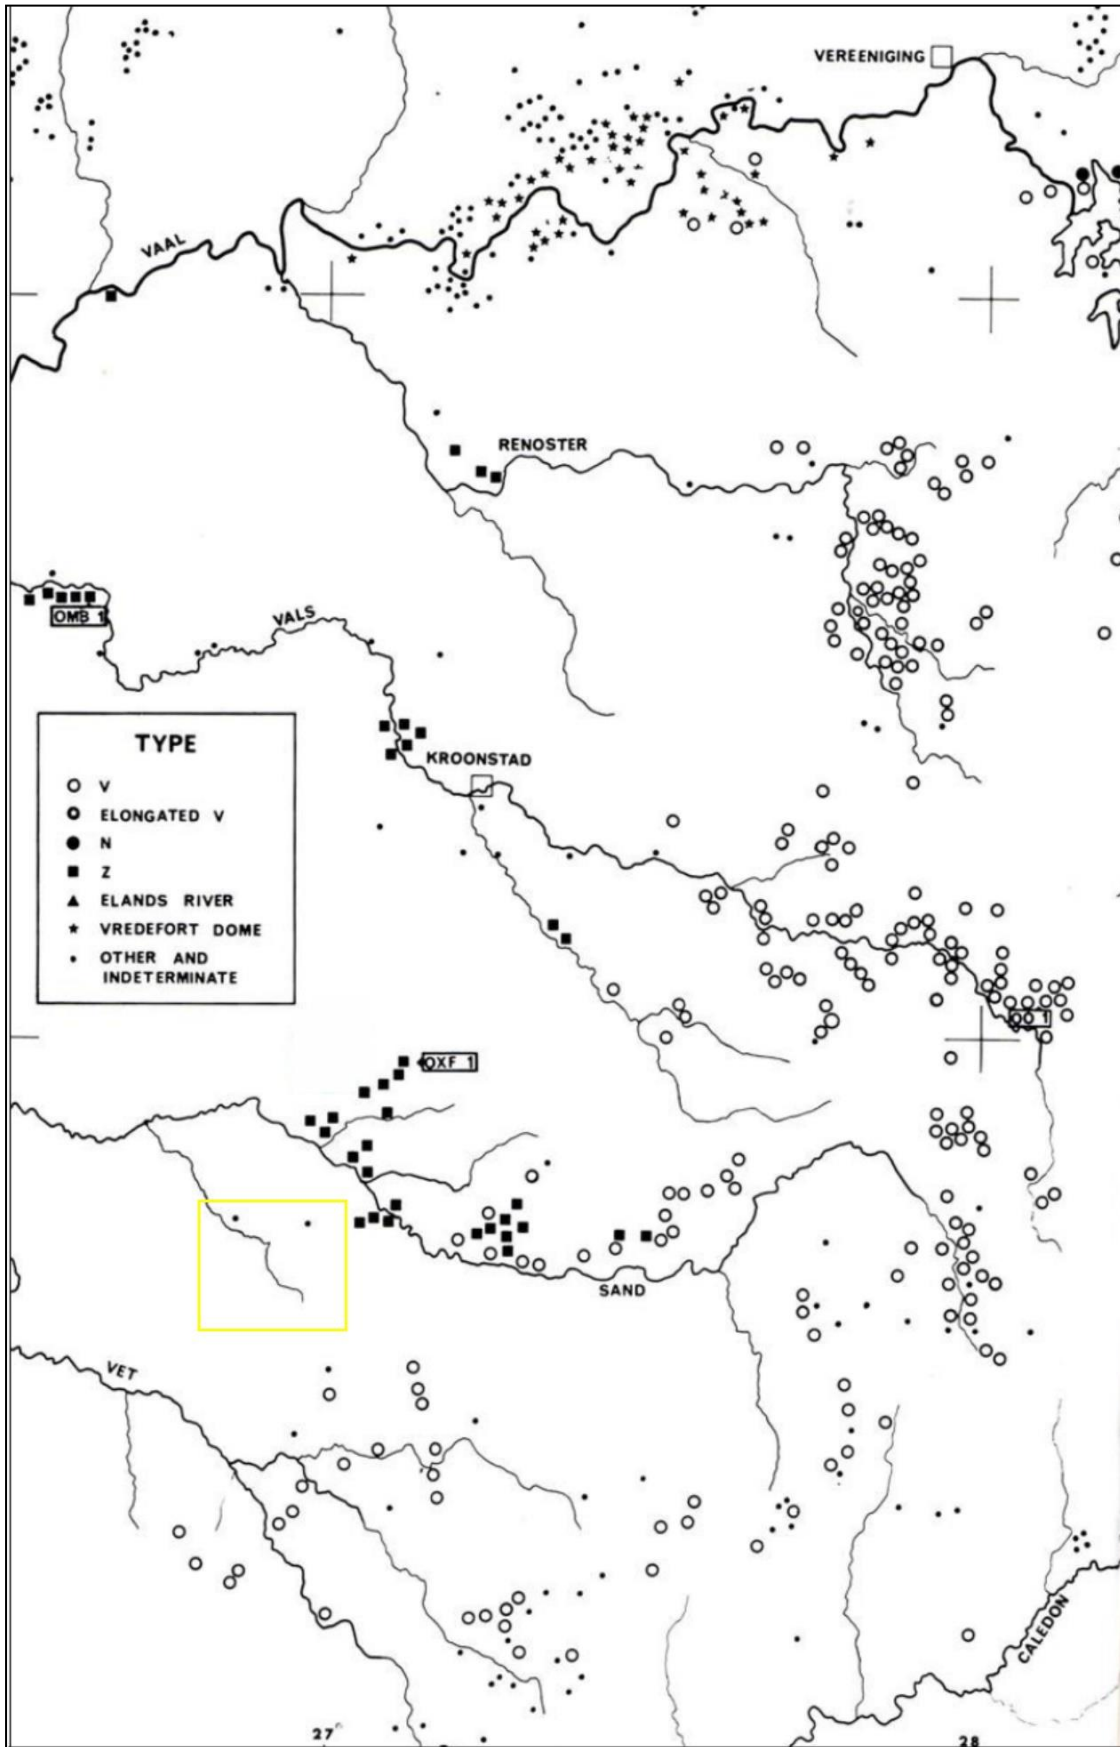 VEREENIGING
VAAL
RENOSTER
OMB 1
VALS
TYPE
V
ELONGATED V
N
Z
ELANDS RIVER
VREDEFORT DOME
OTHER AND
INDETERMINATE
KROONSTAD
OO 1
OXF 1
SAND
VET
CALEDON
27°
28